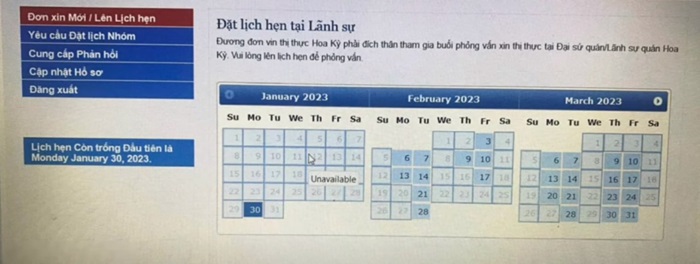 Đơn xin Mới / Lên Lịch hẹn
Yêu cầu Đặt lịch Nhóm
Cung cấp Phản hồi
Cập nhật Hồ sơ
Đăng xuất
Lịch hẹn Còn trống Đầu tiên là
Monday January 30, 2023.
Đặt lịch hẹn tại Lãnh sự
Đương đơn xin thị thực Hoa Kỳ phải đích thân tham gia buổi phỏng vấn xin thị thực tại Đại sứ quán/Lãnh sự quán Hoa
Kỳ. Vui lòng lên lịch hẹn để phỏng vấn.
January 2023
Su Mo Tu We Th Fr Sa
1 2 3 4 5 6 7
8 9 10 11 12 13 14
15 16 17 18 Unavailable
22 23 24 25 26 27 28
29 30 31
February 2023
Su Mo Tu We Th Fr Sa
1 2 3 4
5 6 7 8 9 10 11
12 13 14 15 16 17 18
19 20 21 22 23 24 25
26 27 28
March 2023
Su Mo Tu We Th Fr Sa
1 2 3 4
5 6 7 8 9 10 11
12 13 14 15 16 17 18
19 20 21 22 23 24 25
26 27 28 29 30 31